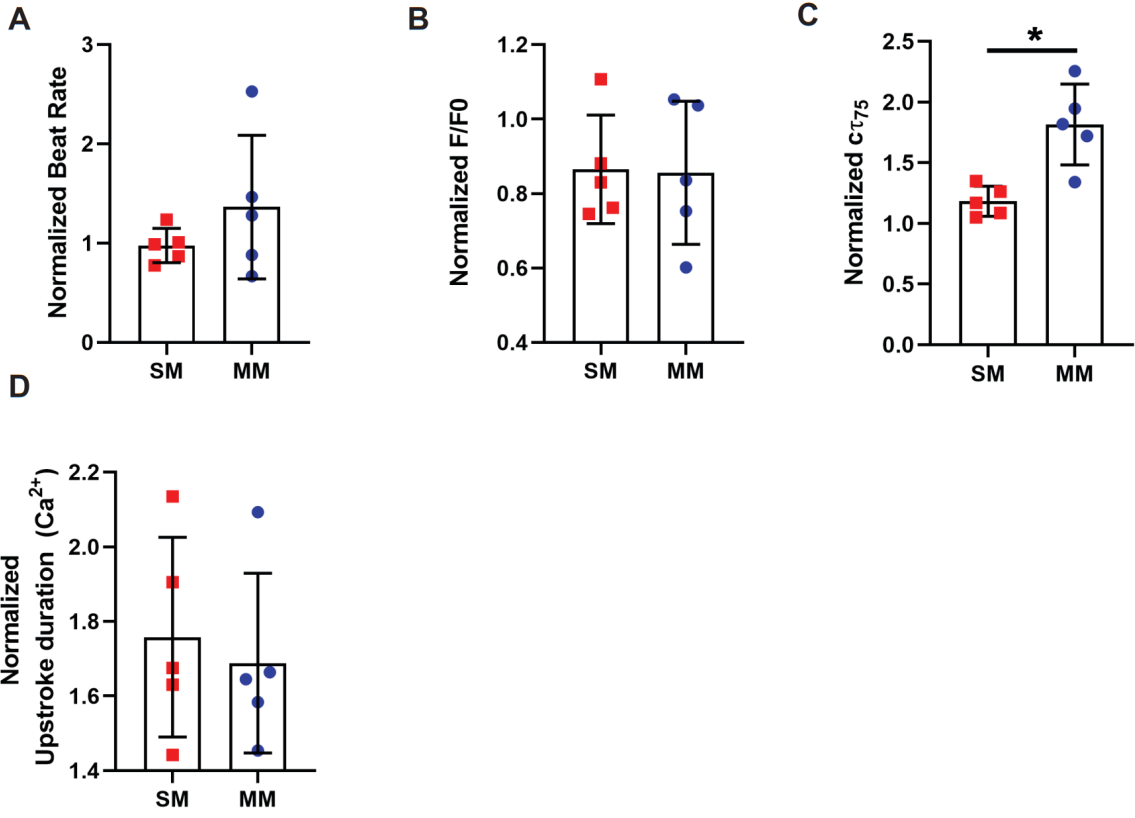 A
Normalized Beat Rate
3
2
1
0
SM MM
B
Normalized F/F0
1.2
1.0
0.8
0.6
0.4
SM MM
C
Normalized cτ75
2.5
2.0
1.5
1.0
0.5
0.0
*
SM MM
D
Normalized
Upstroke duration (Ca2+)
2.2
2.0
1.8
1.6
1.4
SM MM